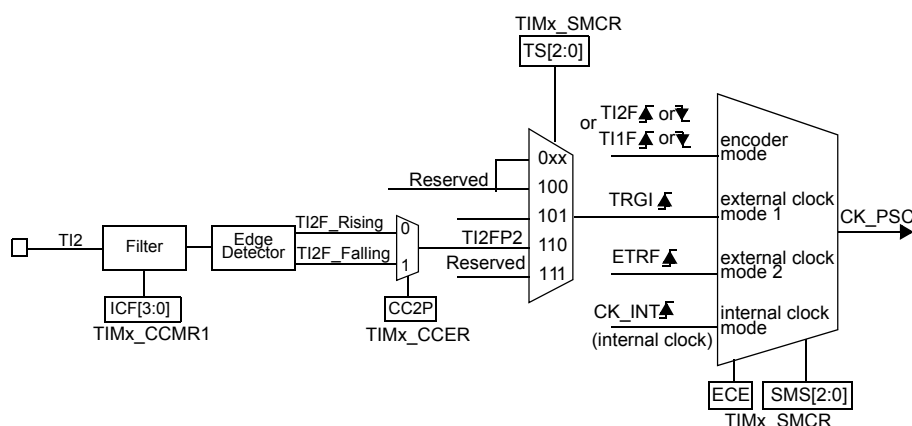 TIMx_SMCR
TS[2:0]
or TI2F or
TI1F or
encoder
mode
0xx
Reserved
100
TRGI
external clock
mode 1
101
CK_PSC
TI2
Filter
Edge
Detector
TI2F_Rising
TI2F_Falling
0
1
TI2FP2
110
Reserved
111
ETRF
external clock
mode 2
ICF[3:0]
TIMx_CCMR1
CC2P
TIMx_CCER
CK_INT
(internal clock)
internal clock
mode
ECE
SMS[2:0]
TIMx_SMCR